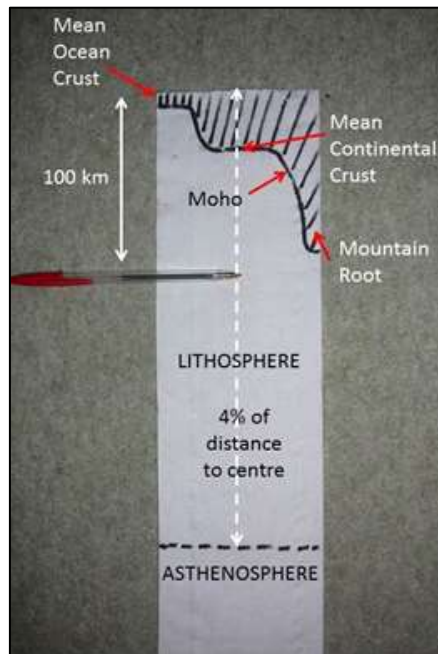 Mean
Ocean
Crust
100 km
Mean
Continental
Crust
Moho
Mountain
Root
LITHOSPHERE
4% of
distance
to centre
ASTHENOSPHERE